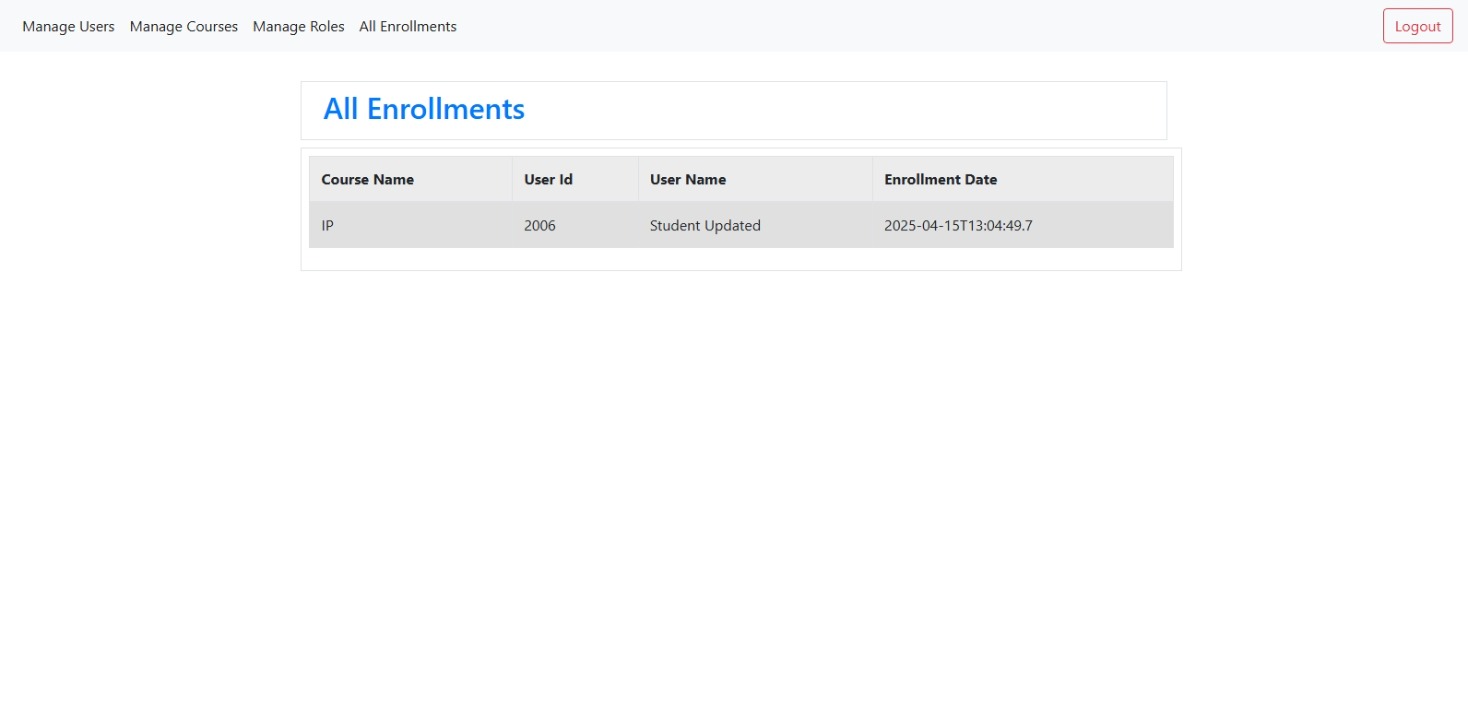 Manage Users Manage Courses Manage Roles All Enrollments Logout
All Enrollments
Course Name User Id User Name Enrollment Date
IP 2006 Student Updated 2025-04-15T13:04:49.7